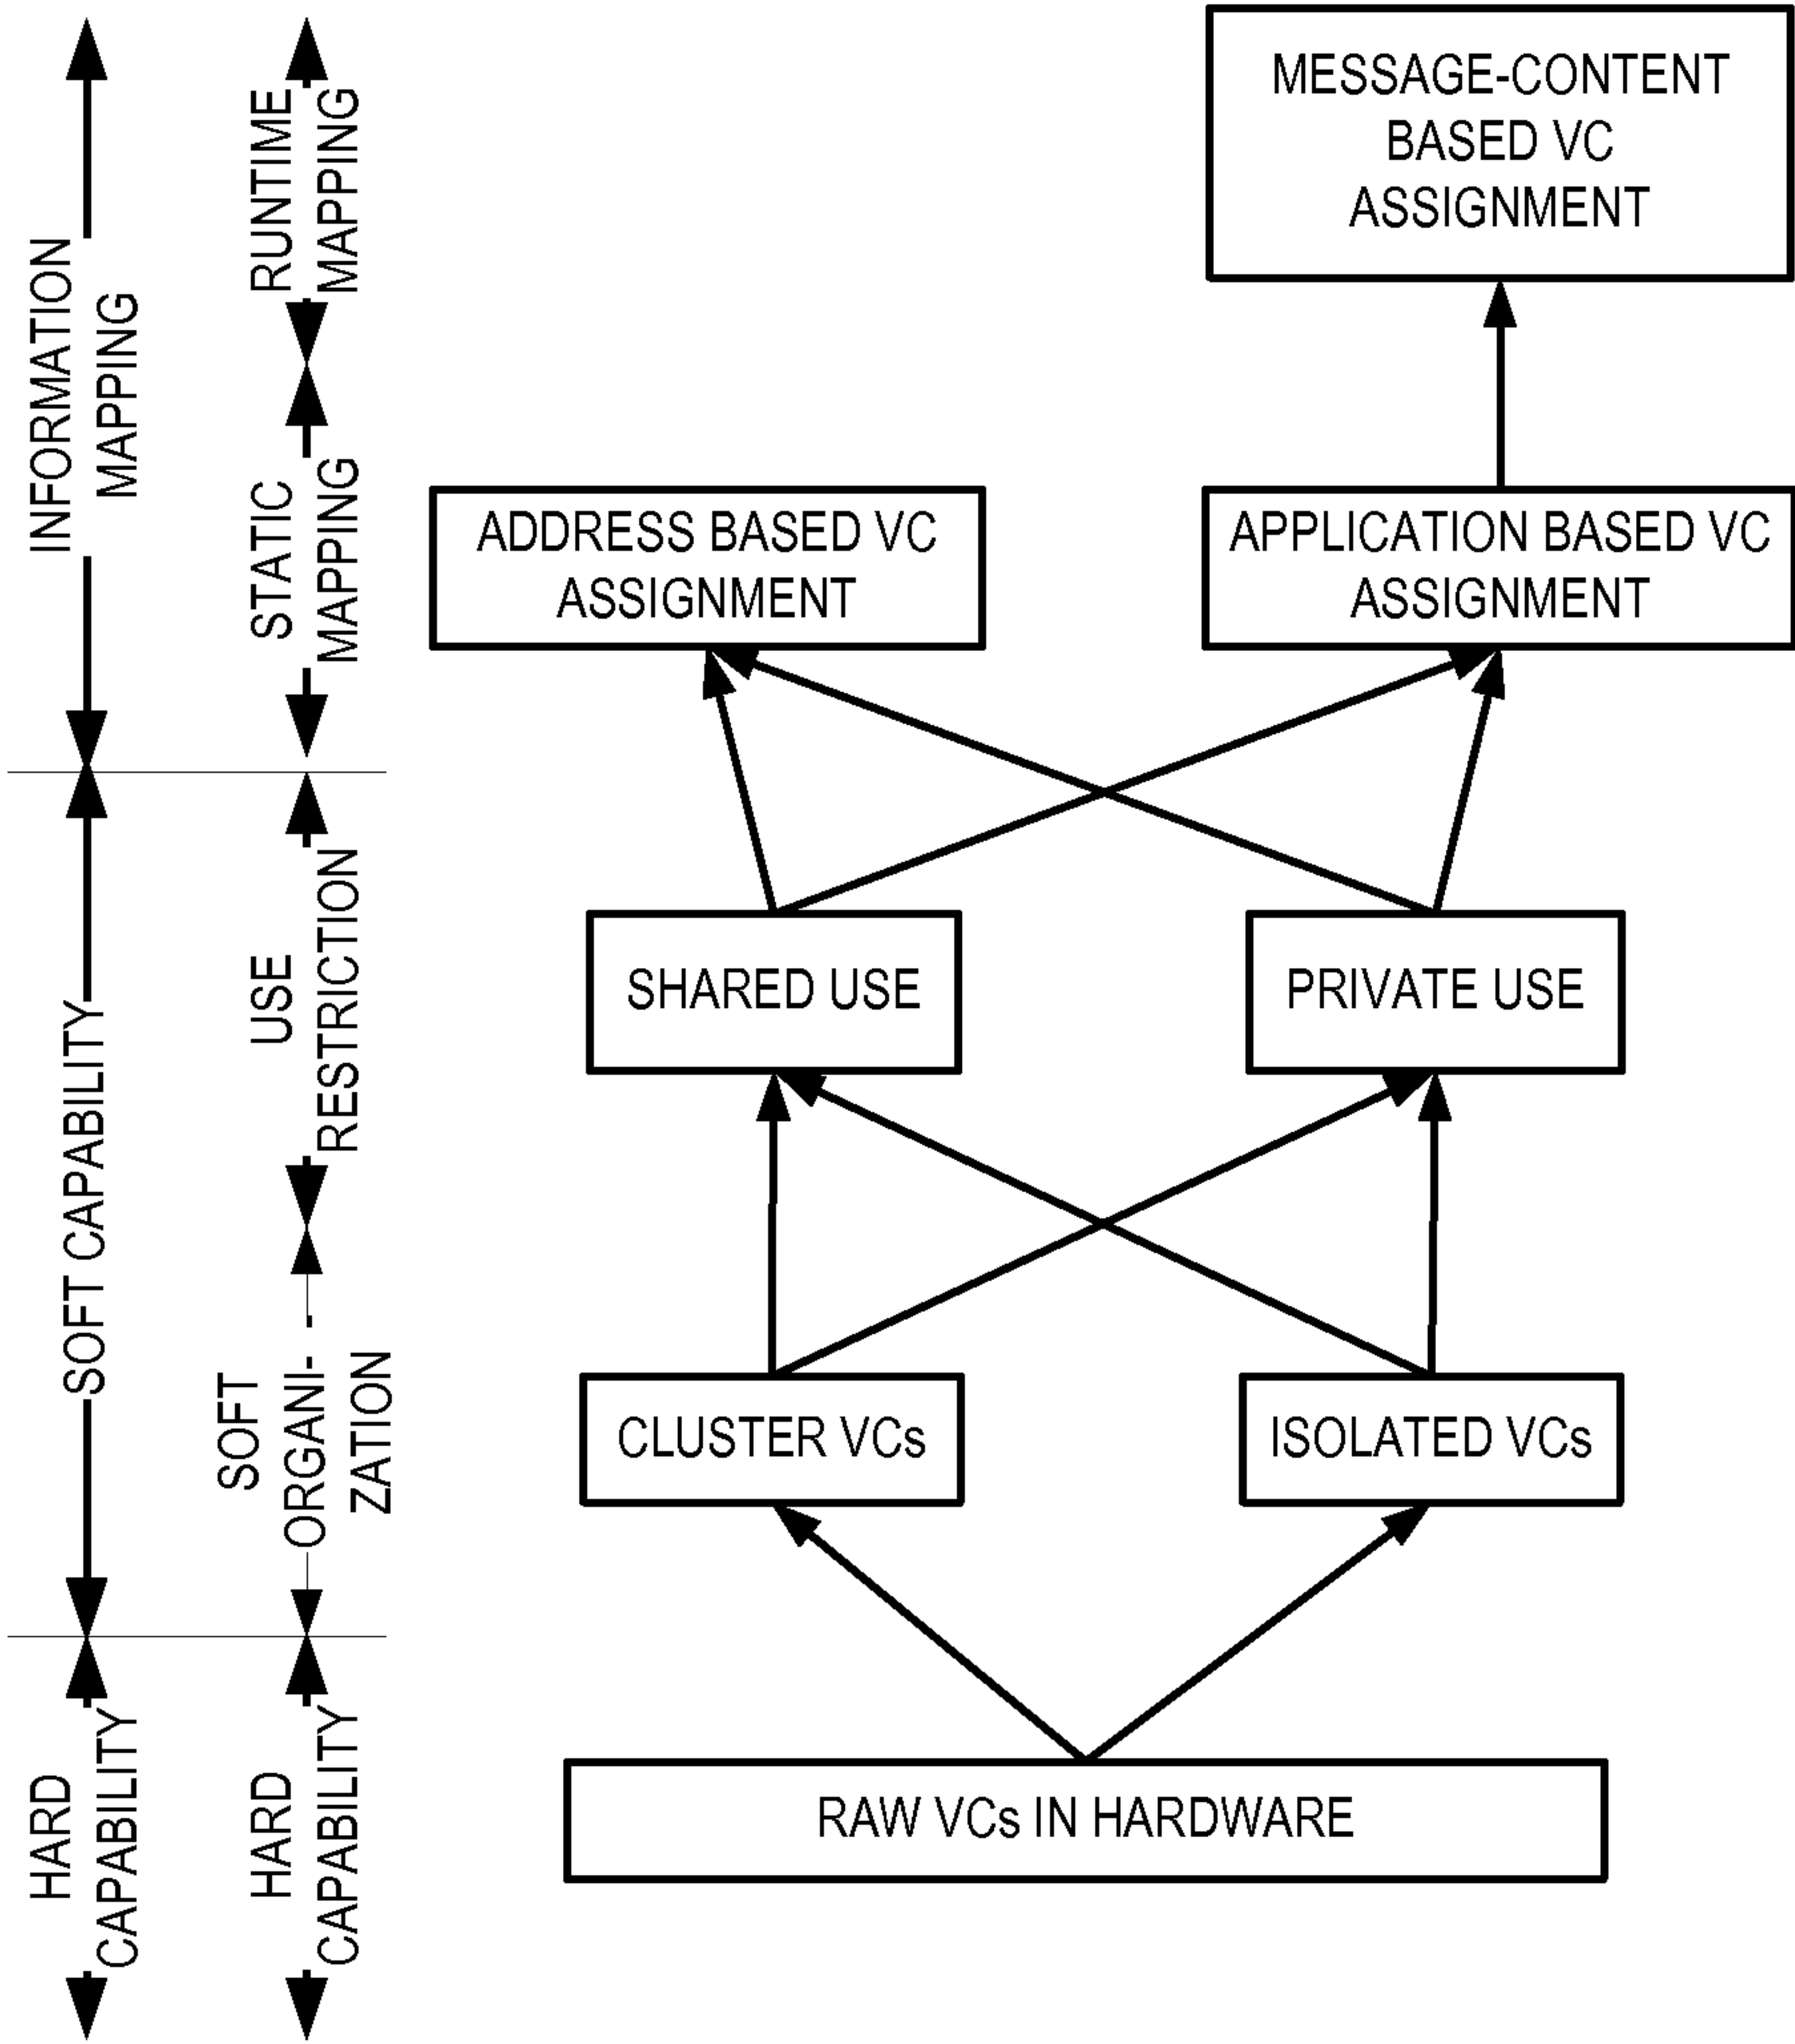 INFORMATION
MAPPING
SOFT CAPABILITY
HARD
CAPABILITY
RUNTIME
MAPPING
STATIC
MAPPING
USE
RESTRICTION
SOFT
ORGANI-
ZATION
HARD
CAPABILITY
MESSAGE-CONTENT
BASED VC
ASSIGNMENT
ADDRESS BASED VC
ASSIGNMENT
APPLICATION BASED VC
ASSIGNMENT
SHARED USE
PRIVATE USE
CLUSTER VCs
ISOLATED VCs
RAW VCs IN HARDWARE